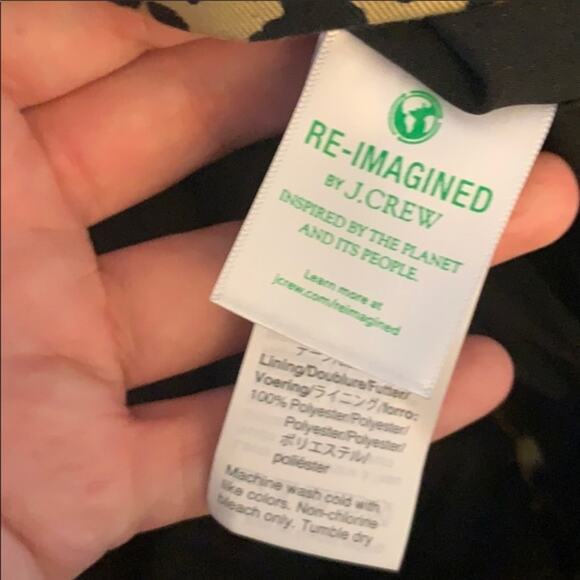 RE-IMAGINED
BY J.CREW
INSPIRED BY THE PLANET
AND ITS PEOPLE.
Learn more at
jcrew.com/reimagined
Lining/Doublure/Futter/
Voering/ライニング/forro:
100% Polyester/Polyester/
Polyester/Polyester/
ポリエステル/
poliéster
Machine wash cold with
like colors. Non-chlorine
bleach only. Tumble dry